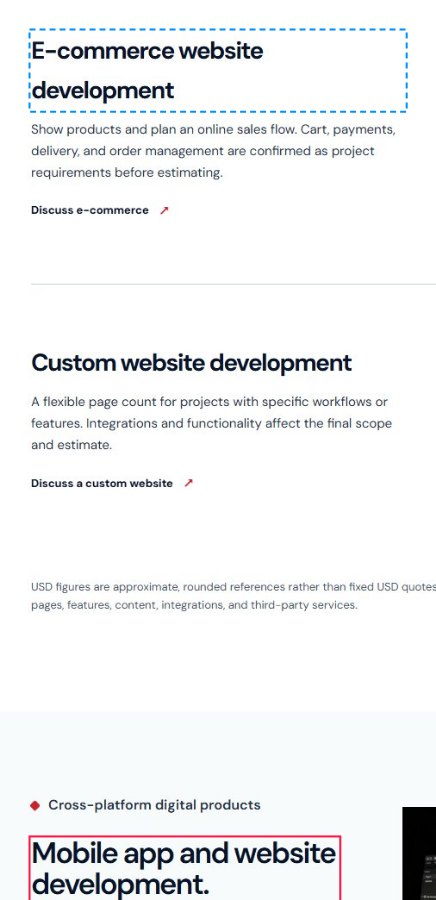 E-commerce website
development
Show products and plan an online sales flow. Cart, payments,
delivery, and order management are confirmed as project
requirements before estimating.
Discuss e-commerce ↗
Custom website development
A flexible page count for projects with specific workflows or
features. Integrations and functionality affect the final scope
and estimate.
Discuss a custom website ↗
USD figures are approximate, rounded references rather than fixed USD quotes
pages, features, content, integrations, and third-party services.
Cross-platform digital products
Mobile app and website
development.